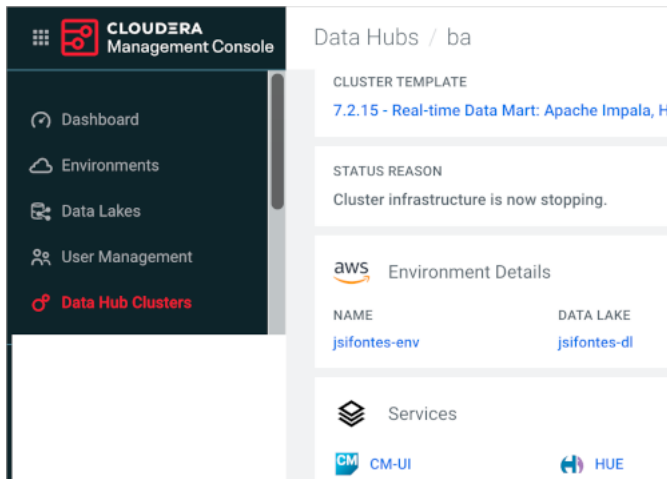 CLOUDERA
Management Console
Data Hubs / ba
Dashboard
Environments
Data Lakes
User Management
Data Hub Clusters
CLUSTER TEMPLATE
7.2.15 - Real-time Data Mart: Apache Impala, H
STATUS REASON
Cluster infrastructure is now stopping.
aws Environment Details
NAME DATA LAKE
jsifontes-env jsifontes-dl
Services
CM CM-UI HUE